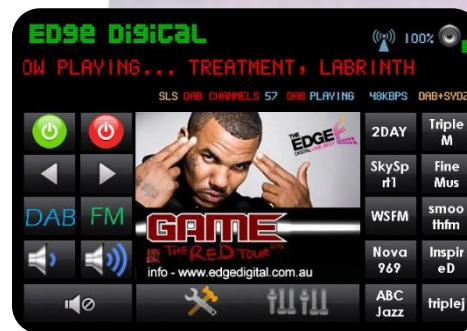 EDGE DIGITAL
100%
OW PLAYING... TREATMENT, LABRINTH
SLS DAB CHANNELS 57 DAB PLAYING 48KBPS DAB+SYDZ
THE EDGE
DIGITAL
2DAY
Triple
M
SkySp
rt1
Fine
Mus
DAB
FM
GAME
THE RED TOUR
info - www.edgedigital.com.au
WSFM
smoo
thfm
Nova
969
Inspir
eD
ABC
Jazz
triplej